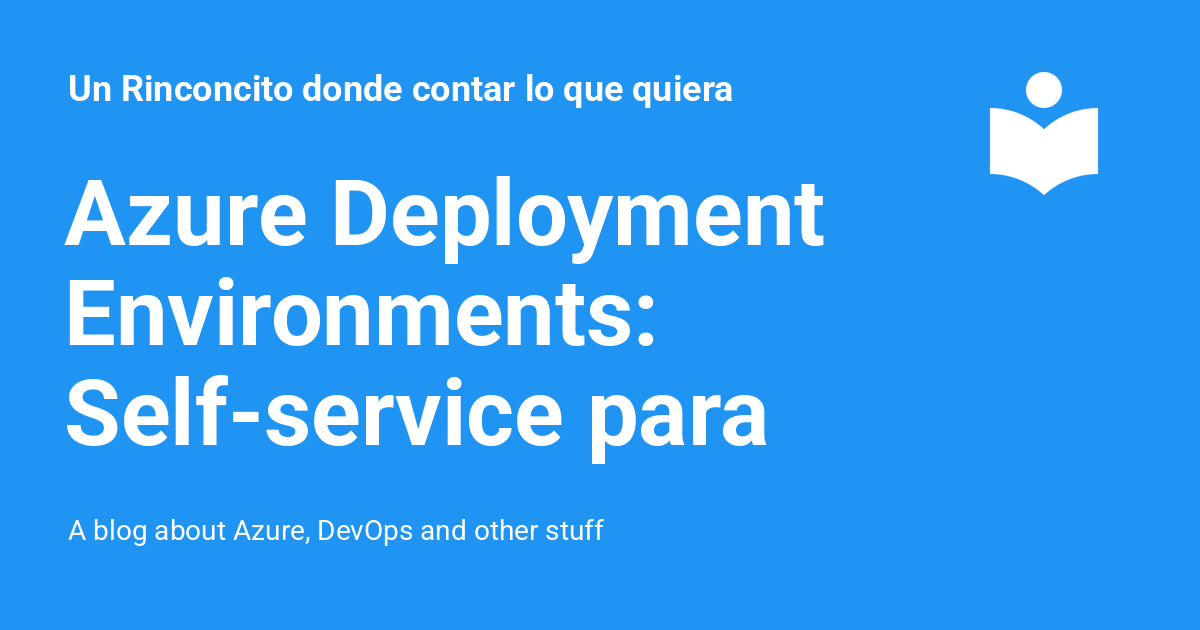 Un Rinconcito donde contar lo que quiera
Azure Deployment
Environments:
Self-service para
A blog about Azure, DevOps and other stuff